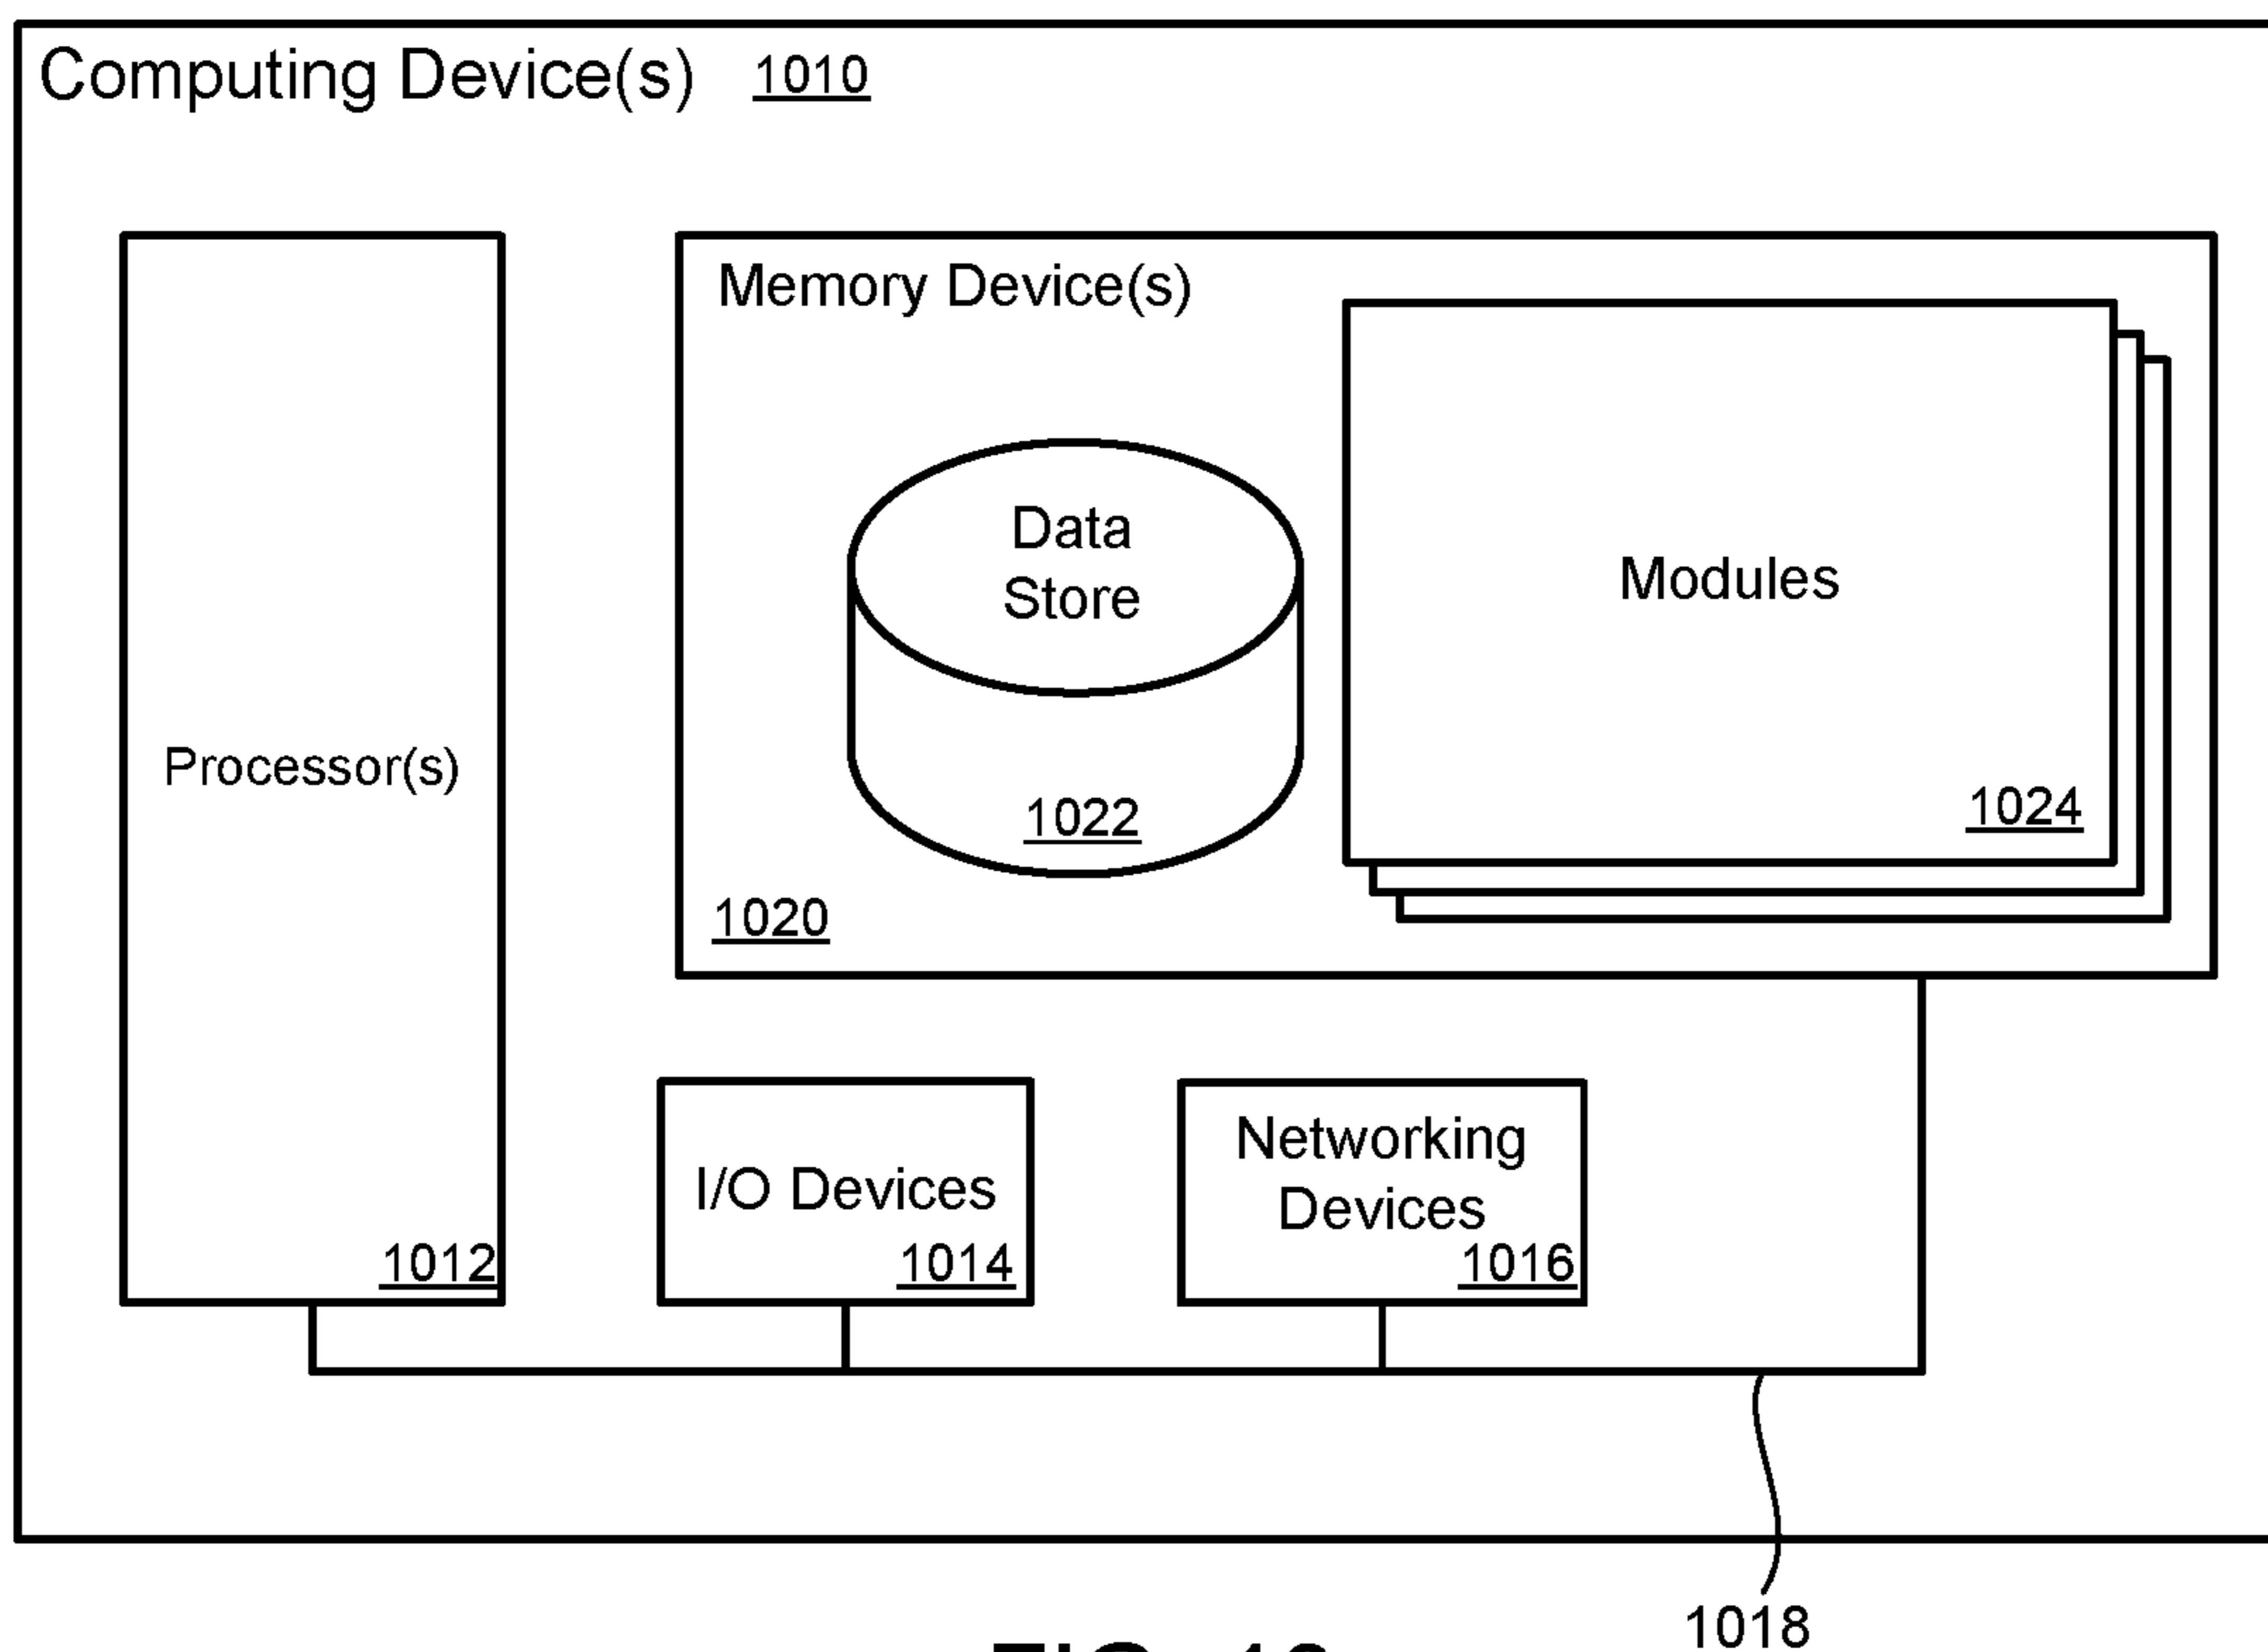 Computing Device(s) 1010
Memory Device(s)
Data
Store
Modules
Processor(s)
1022
1024
1020
I/O Devices
Networking
Devices
1012
1014
1016
1018